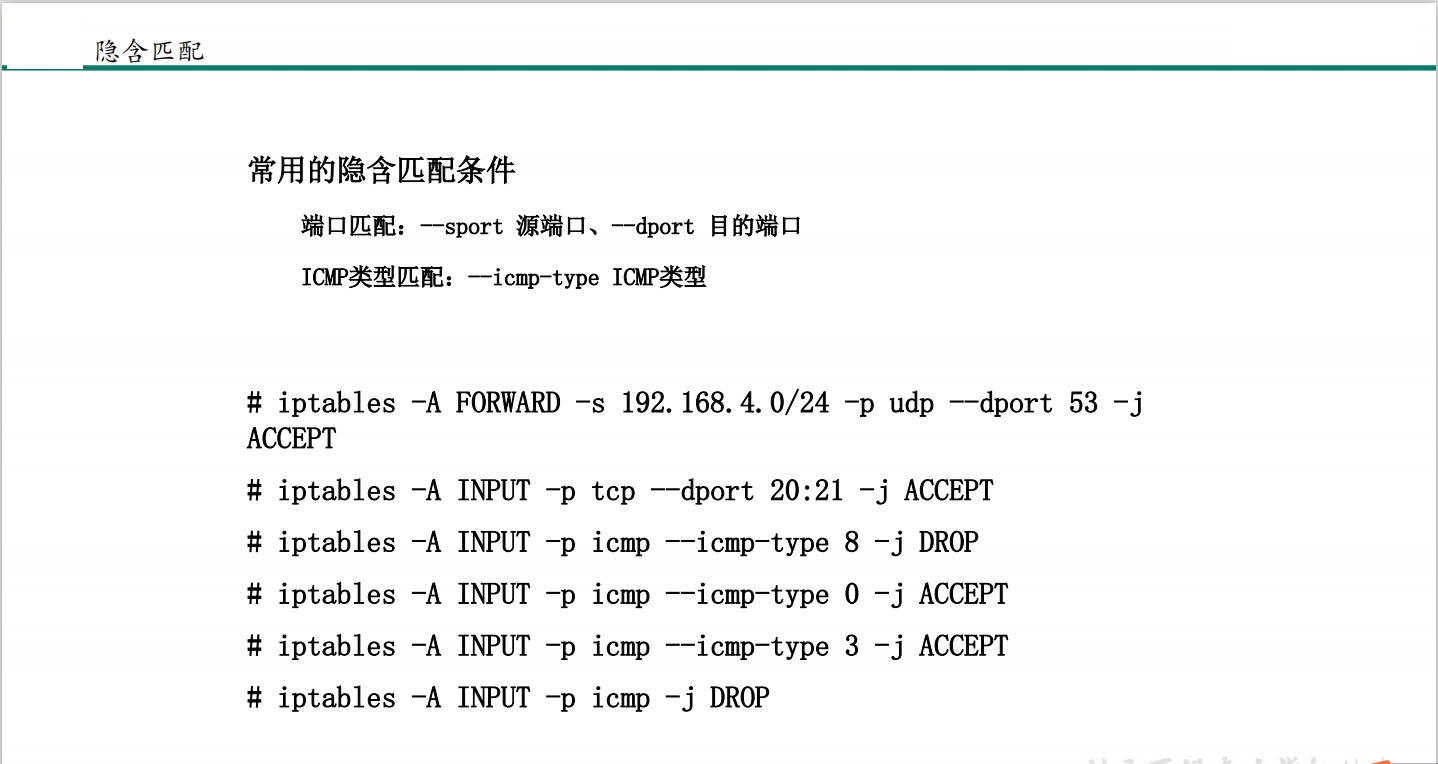 隐含匹配
常用的隐含匹配条件
端口匹配：--sport 源端口、--dport 目的端口
ICMP类型匹配：--icmp-type ICMP类型
# iptables -A FORWARD -s 192.168.4.0/24 -p udp --dport 53 -j
ACCEPT
# iptables -A INPUT -p tcp --dport 20:21 -j ACCEPT
# iptables -A INPUT -p icmp --icmp-type 8 -j DROP
# iptables -A INPUT -p icmp --icmp-type 0 -j ACCEPT
# iptables -A INPUT -p icmp --icmp-type 3 -j ACCEPT
# iptables -A INPUT -p icmp -j DROP